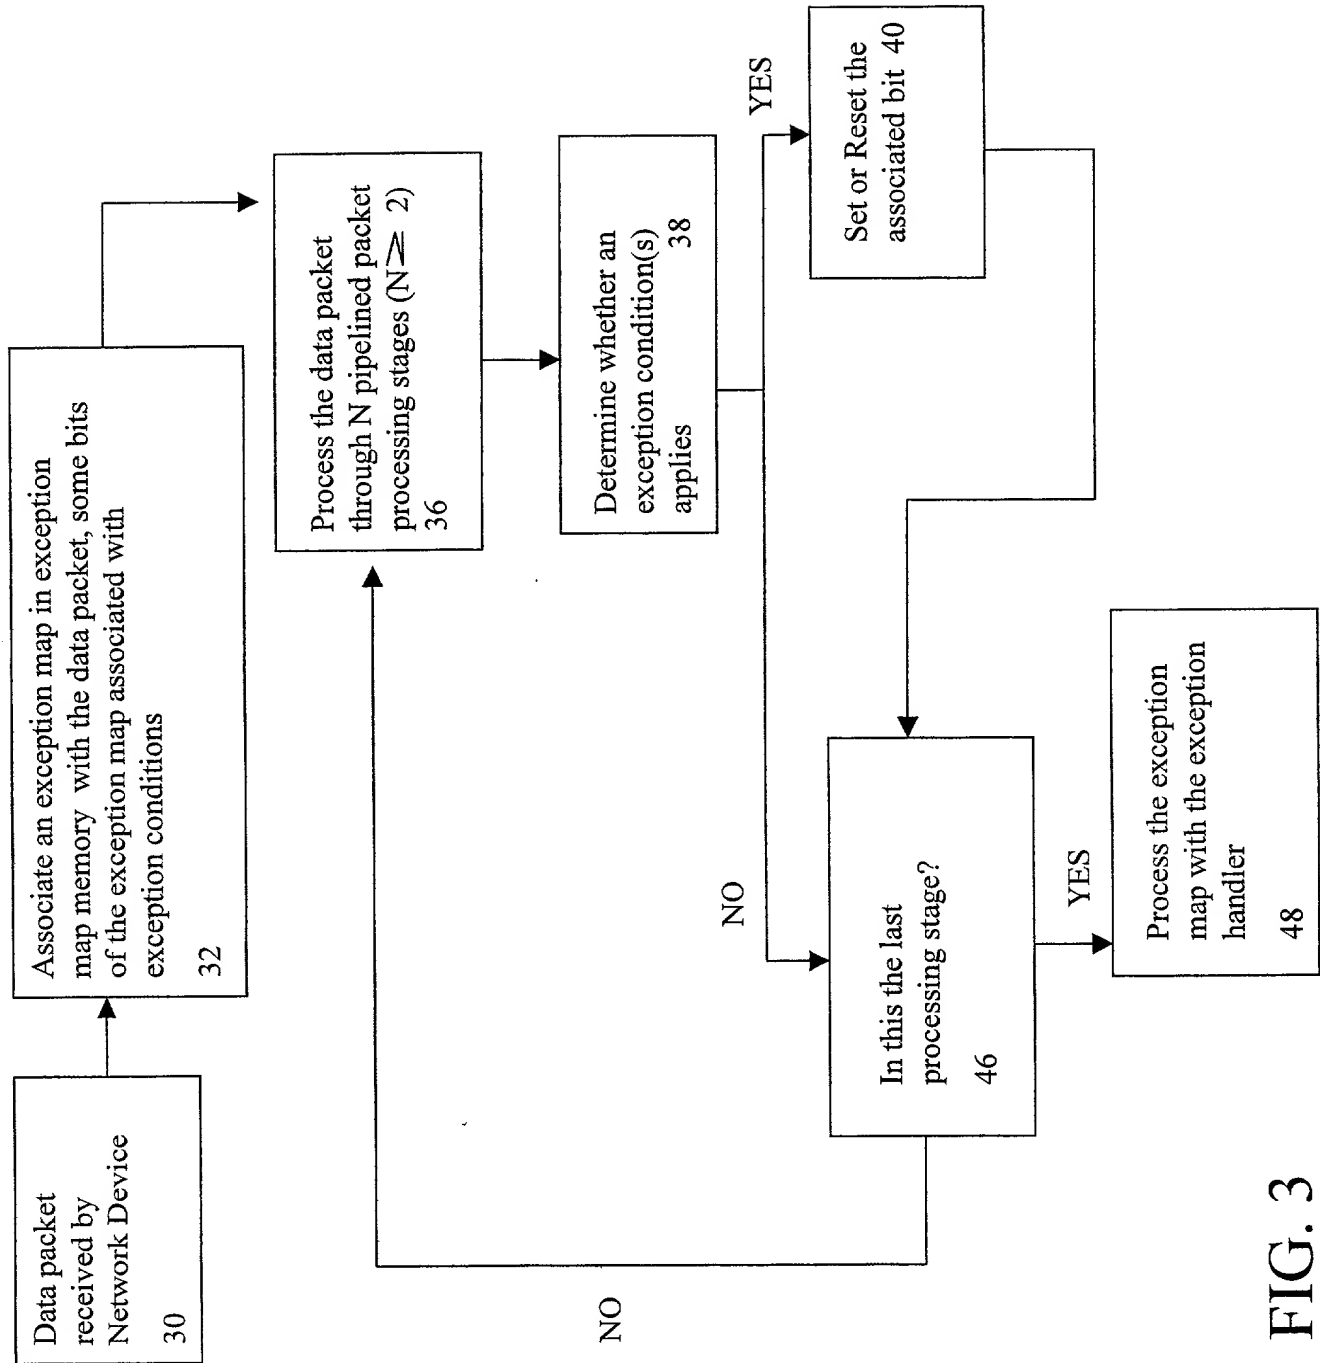 Data packet
received by
Network Device
30
Associate an exception map in exception
map memory with the data packet, some bits
of the exception map associated with
exception conditions
32
Process the data packet
through N pipelined packet
processing stages (N≥ 2)
36
Determine whether an
exception condition(s)
applies 38
YES
Set or Reset the
associated bit 40
NO
In this the last
processing stage?
46
NO
YES
Process the exception
map with the exception
handler
48
FIG. 3